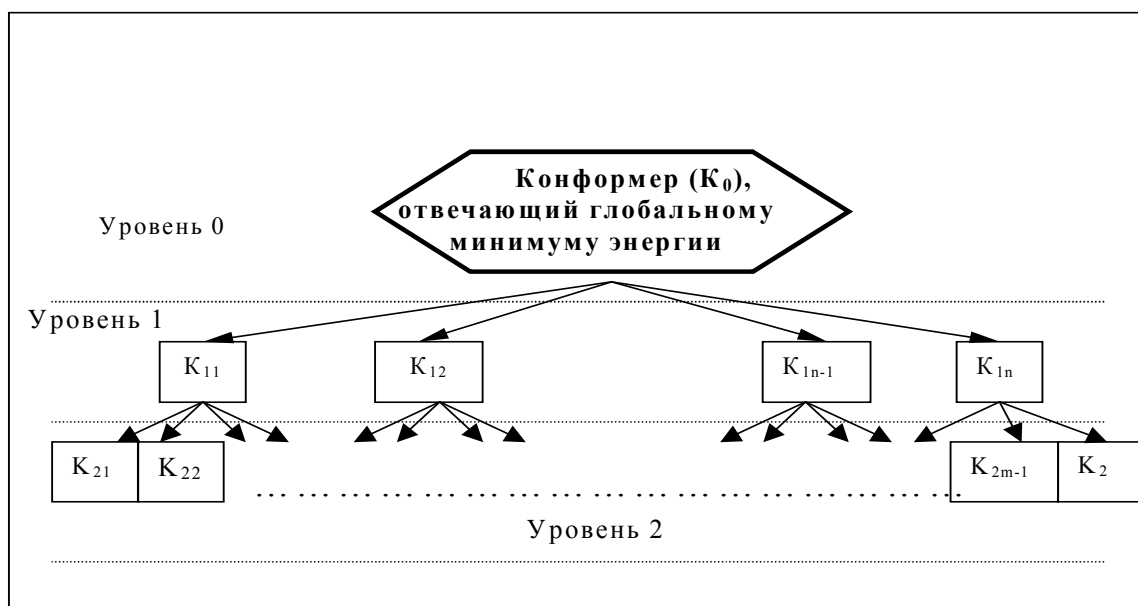 Конформер (К₀),
отвечающий глобальному
минимуму энергии
Уровень 0
Уровень 1
К₁₁ К₁₂ К₁ₙ₋₁ К₁ₙ
К₂₁ К₂₂ ........................................ К₂ₘ₋₁ К₂
Уровень 2